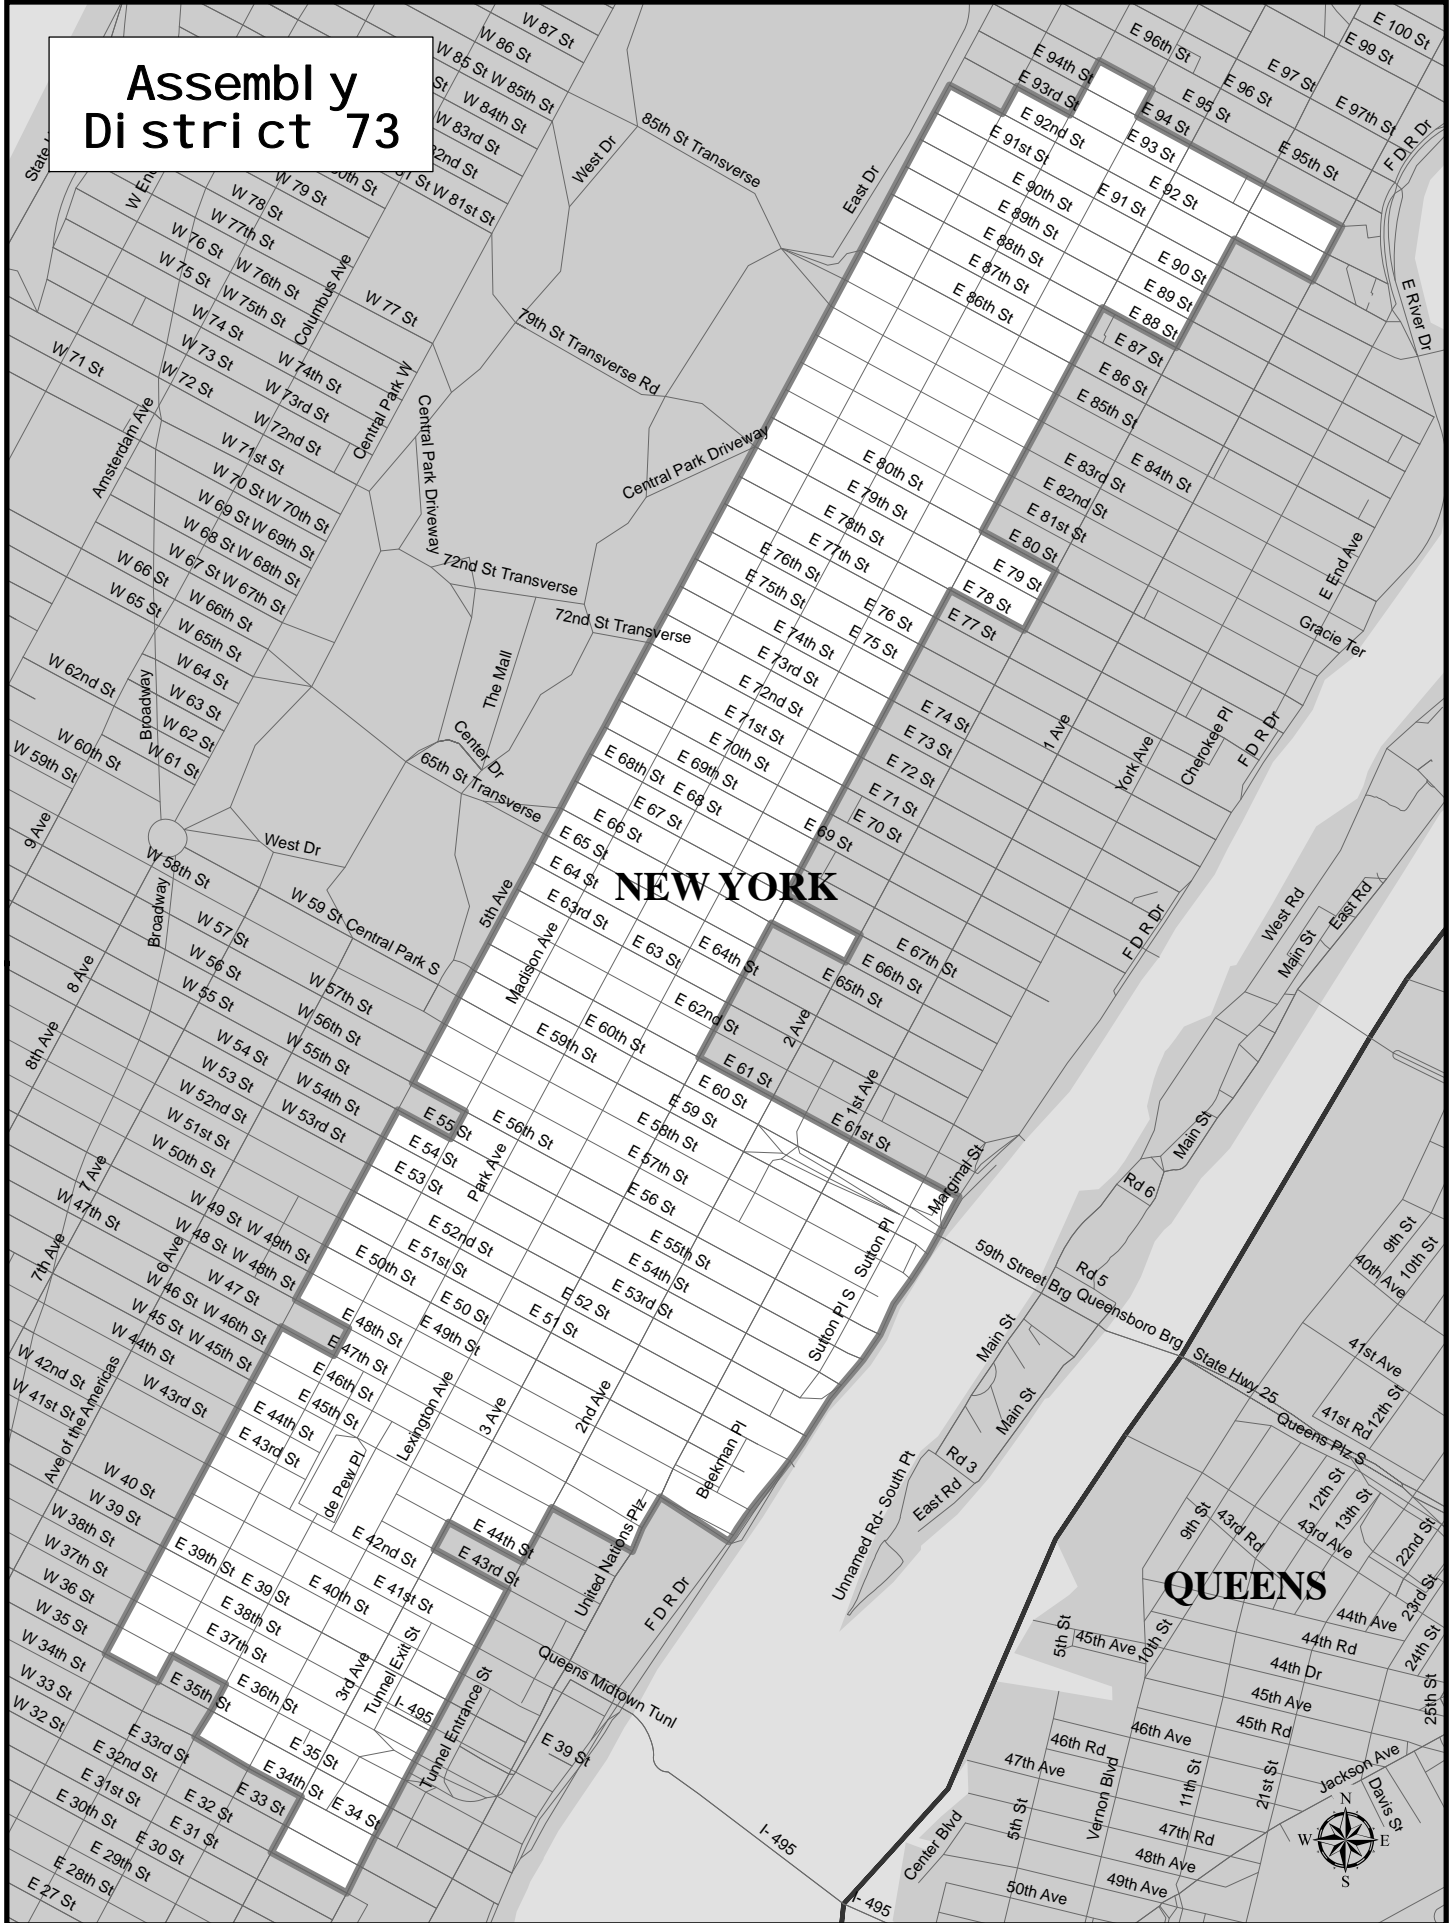 Assembly
District 73
W 87 St
W 86 St
W 85 St
W 85th St
W 84th St
W 83rd St
W 81st St
W 79 St
W 78 St
W 77th St
W 76 St
W 76th St
W 75 St
W 75th St
W 77 St
W 74 St
W 74th St
W 73 St
W 73rd St
W 72 St
W 72nd St
W 71 St
W 71st St
W 70 St
W 70th St
W 69 St
W 69th St
W 68 St
W 68th St
W 67 St
W 67th St
W 66 St
W 66th St
W 65 St
W 65th St
W 64 St
W 63 St
W 62nd St
W 62 St
W 61 St
W 60th St
W 59th St
Columbus Ave
Central Park W
Amsterdam Ave
Broadway
Central Park Driveway
West Dr
85th St Transverse
East Dr
79th St Transverse Rd
Central Park Driveway
72nd St Transverse
72nd St Transverse
The Mall
Center Dr
65th St Transverse
West Dr
E 100 St
E 99 St
E 96th St
E 97 St
E 96 St
E 97th St
E 95 St
E 95th St
E 94th St
E 94 St
E 93rd St
E 93 St
E 92nd St
E 92 St
E 91st St
E 91 St
E 90th St
E 90 St
E 89th St
E 89 St
E 88th St
E 88 St
E 87th St
E 87 St
E 86th St
E 86 St
E 85th St
E 84th St
E 83rd St
E 82nd St
E 81st St
E 80th St
E 80 St
E 79th St
E 79 St
E 78th St
E 78 St
E 77th St
E 77 St
E 76th St
E 76 St
E 75th St
E 75 St
E 74th St
E 74 St
E 73rd St
E 73 St
E 72nd St
E 72 St
E 71st St
E 71 St
E 70th St
E 70 St
E 69th St
E 69 St
E 68th St
E 68 St
E 67 St
E 67th St
E 66 St
E 66th St
E 65 St
E 65th St
E 64 St
E 64th St
E 63rd St
E 63 St
E 62nd St
E 61 St
E 61st St
E 60th St
E 60 St
E 59th St
E 59 St
F D R Dr
E River Dr
E End Ave
Gracie Ter
1 Ave
York Ave
Cherokee Pl
F D R Dr
F D R Dr
NEW YORK
9 Ave
W 58th St
Broadway
W 59 St
Central Park S
5th Ave
Madison Ave
W 57 St
W 57th St
W 56 St
W 56th St
W 55 St
W 55th St
W 54 St
W 54th St
W 53 St
W 53rd St
W 52nd St
W 51st St
W 50th St
W 49 St
W 49th St
W 48 St
W 48th St
W 47th St
W 47 St
W 46 St
W 46th St
W 45 St
W 45th St
W 44th St
W 43rd St
W 42nd St
W 41st St
W 40 St
W 39 St
W 38th St
W 37th St
W 36 St
W 35 St
W 34th St
W 33 St
W 32 St
8 Ave
8th Ave
7 Ave
7th Ave
6 Ave
Ave of the Americas
2 Ave
1st Ave
Marginal St
E 58th St
E 57th St
E 56th St
E 56 St
E 55 St
E 55th St
E 54 St
E 54th St
E 53 St
E 53rd St
E 52nd St
E 52 St
E 51st St
E 51 St
E 50th St
E 50 St
E 49th St
E 48th St
E 47th St
E 46th St
E 45th St
E 44th St
E 44th St
E 43rd St
E 43rd St
E 42nd St
E 41st St
E 40th St
E 39th St
E 39 St
E 39 St
E 38th St
E 37th St
E 36th St
E 35th St
E 35 St
E 34th St
E 34 St
E 33rd St
E 33 St
E 32nd St
E 32 St
E 31st St
E 31 St
E 30th St
E 30 St
E 29th St
E 28th St
E 27 St
Park Ave
Lexington Ave
3 Ave
3rd Ave
2nd Ave
de Pew Pl
Sutton Pl
Sutton Pl S
Beekman Pl
United Nations Plz
F D R Dr
Tunnel Exit St
Tunnel Entrance St
I- 495
Queens Midtown Tunl
I- 495
I- 495
West Rd
East Rd
Main St
Main St
Rd 6
59th Street Brg
Rd 5
Queensboro Brg
State Hwy 25
Main St
Main St
Rd 3
East Rd
Unnamed Rd- South Pt
QUEENS
9th St
10th St
40th Ave
41st Ave
41st Rd
12th St
Queens Plz S
12th St
13th St
9th St
43rd Rd
43rd Ave
22nd St
23rd St
24th St
25th St
44th Ave
44th Rd
44th Dr
5th St
45th Ave
10th St
45th Ave
45th Rd
46th Ave
46th Rd
47th Ave
Vernon Blvd
11th St
21st St
Jackson Ave
Davis St
5th St
Center Blvd
47th Rd
48th Ave
49th Ave
50th Ave
N
W
E
S